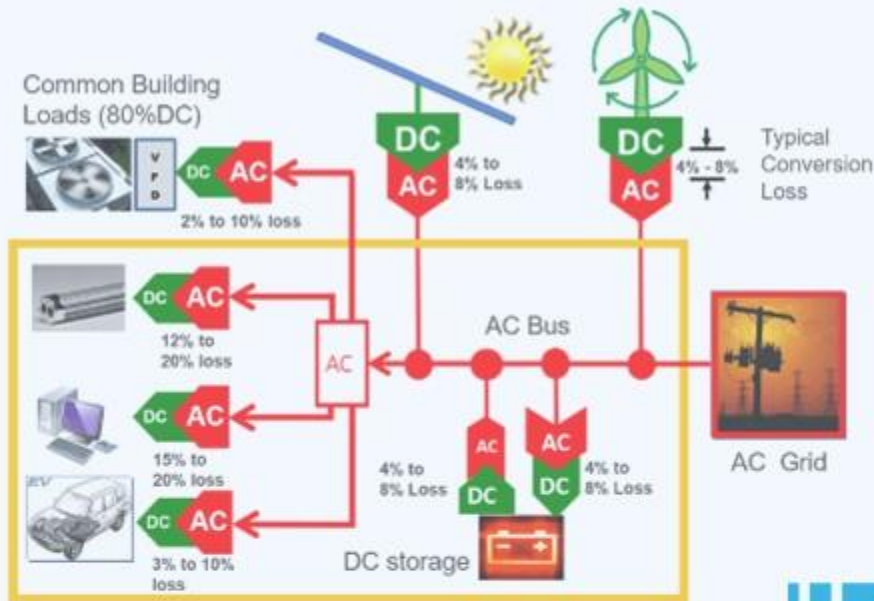 Common Building
Loads (80%DC)
V
F
D
DC
AC
2% to 10% loss
DC
AC
4% to
8% Loss
DC
AC
4% - 8%
Typical
Conversion
Loss
DC
AC
12% to
20% loss
AC
AC Bus
DC
AC
15% to
20% loss
AC
DC
4% to
8% Loss
AC
DC
4% to
8% Loss
AC Grid
EV
DC
AC
3% to 10%
loss
DC storage
- +